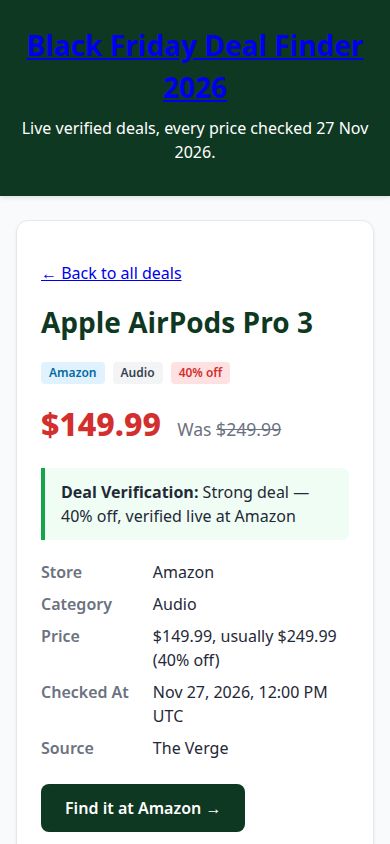 Black Friday Deal Finder
2026
Live verified deals, every price checked 27 Nov
2026.
← Back to all deals
Apple AirPods Pro 3
Amazon Audio 40% off
$149.99 Was $249.99
Deal Verification: Strong deal —
40% off, verified live at Amazon
Store Amazon
Category Audio
Price $149.99, usually $249.99
(40% off)
Checked At Nov 27, 2026, 12:00 PM
UTC
Source The Verge
Find it at Amazon →